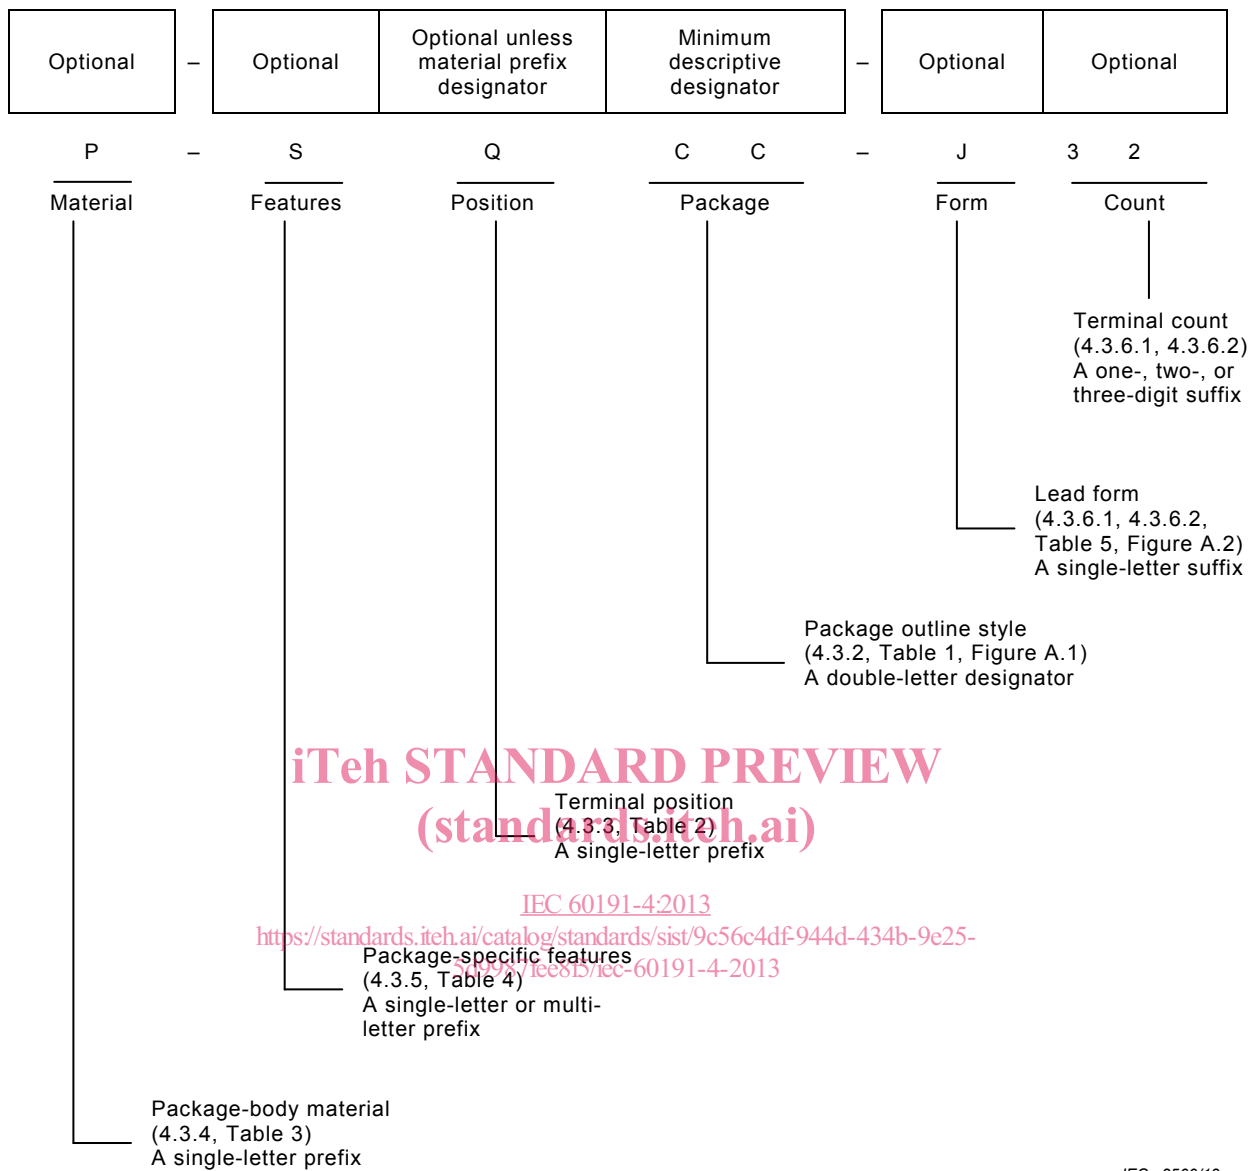 Optional – Optional Optional unless material prefix designator Minimum descriptive designator – Optional Optional
P – S Q C C – J 3 2
Material Features Position Package Form Count
Terminal count
(4.3.6.1, 4.3.6.2)
A one-, two-, or
three-digit suffix
Lead form
(4.3.6.1, 4.3.6.2,
Table 5, Figure A.2)
A single-letter suffix
Package outline style
(4.3.2, Table 1, Figure A.1)
A double-letter designator
iTeh STANDARD PREVIEW
(standards.iteh.ai)
Terminal position
(4.3.3, Table 2)
A single-letter prefix
IEC 60191-4:2013
https://standards.iteh.ai/catalog/standards/sist/9c56c4df-944d-434b-9e25-
5d9987fee8f5/iec-60191-4-2013
Package-specific features
(4.3.5, Table 4)
A single-letter or multi-
letter prefix
Package-body material
(4.3.4, Table 3)
A single-letter prefix